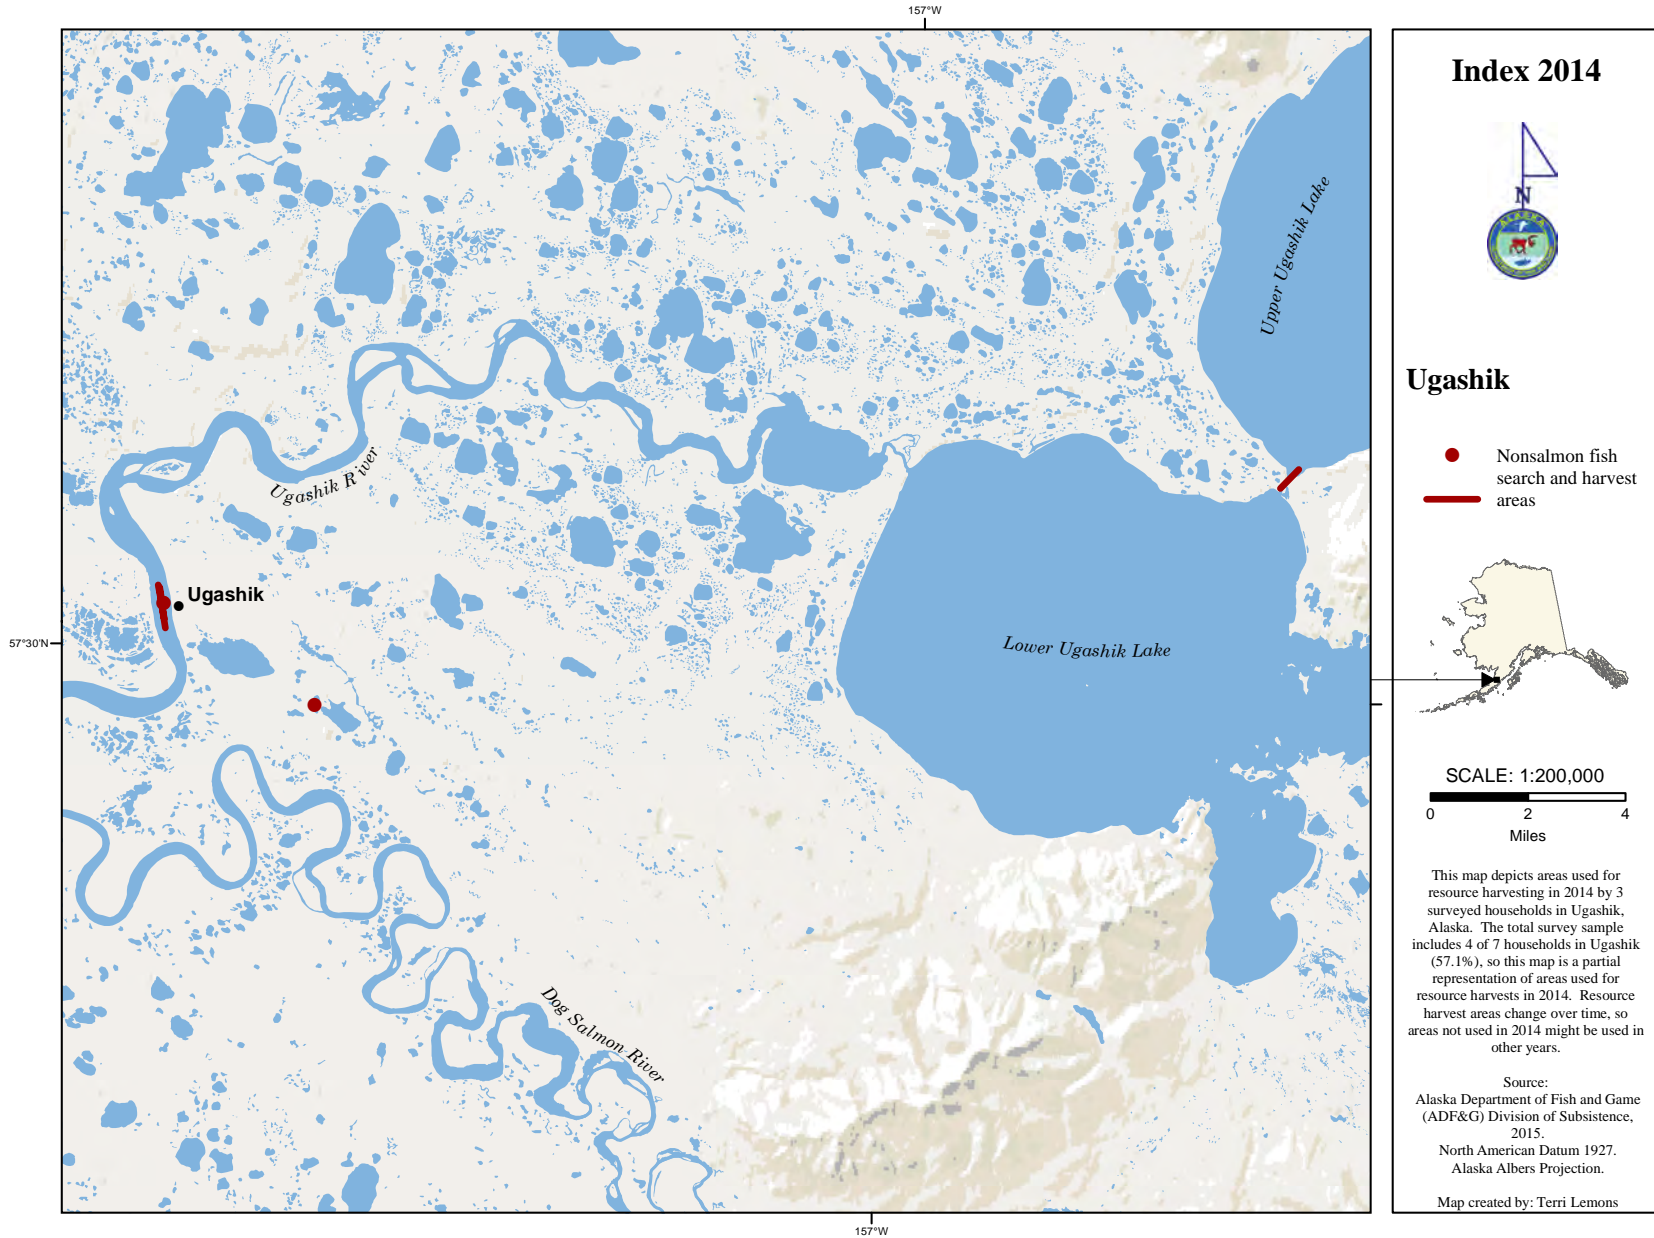 157°W
Index 2014
N
ALASKA
Upper Ugashik Lake
Ugashik
Ugashik River
Nonsalmon fish
search and harvest
areas
Ugashik
57°30'N
Lower Ugashik Lake
SCALE: 1:200,000
0 2 4
Miles
This map depicts areas used for
resource harvesting in 2014 by 3
surveyed households in Ugashik,
Alaska. The total survey sample
includes 4 of 7 households in Ugashik
(57.1%), so this map is a partial
representation of areas used for
resource harvests in 2014. Resource
harvest areas change over time, so
areas not used in 2014 might be used in
other years.
Dog Salmon River
Source:
Alaska Department of Fish and Game
(ADF&G) Division of Subsistence,
2015.
North American Datum 1927.
Alaska Albers Projection.
Map created by: Terri Lemons
157°W